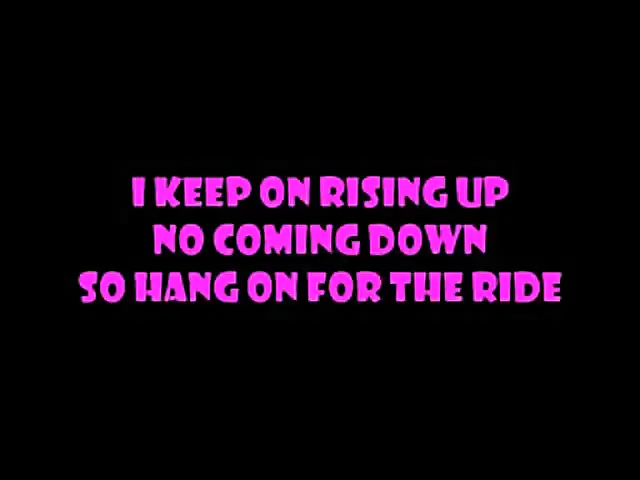 I KEEP ON RISING UP
NO COMING DOWN
SO HANG ON FOR THE RIDE